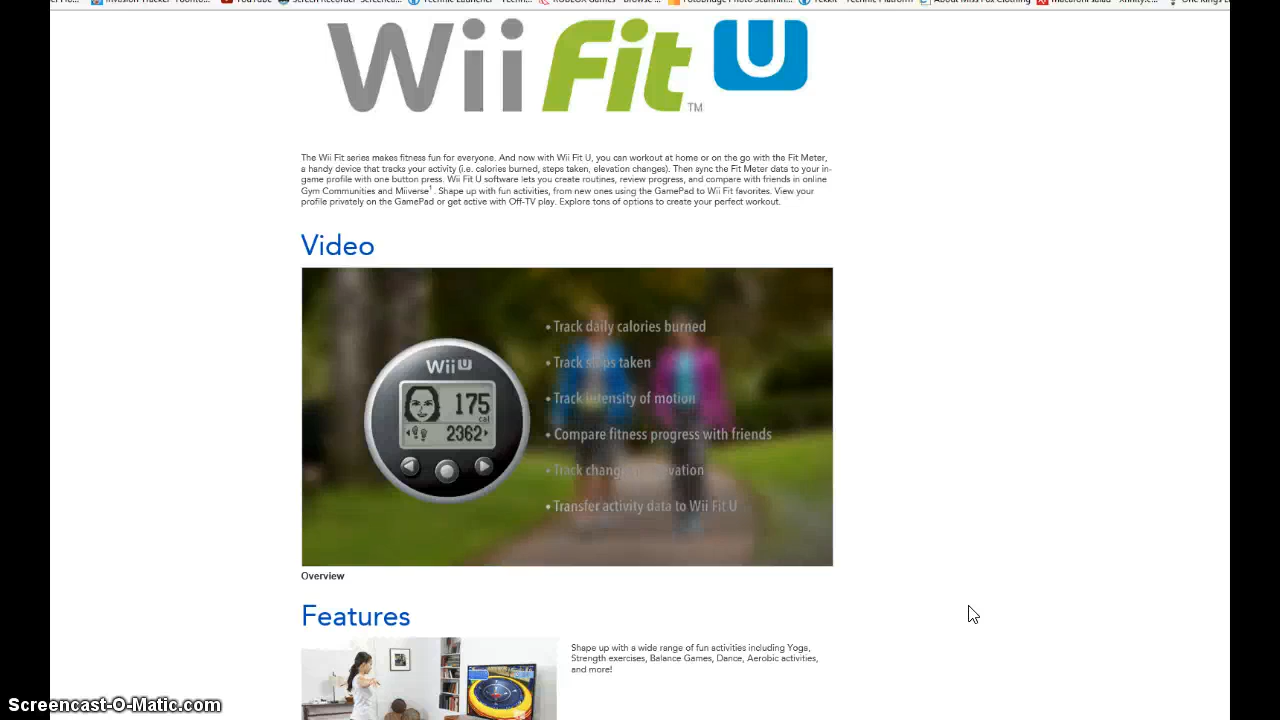 YouTube
Wii Fit U
TM
The Wii Fit series makes fitness fun for everyone. And now with Wii Fit U, you can workout at home or on the go with the Fit Meter,
a handy device that tracks your activity (i.e. calories burned, steps taken, elevation changes). Then sync the Fit Meter data to your in-
game profile with one button press. Wii Fit U software lets you create routines, review progress, and compare with friends in online
Gym Communities and Miiverse1. Shape up with fun activities, from new ones using the GamePad to Wii Fit favorites. View your
profile privately on the GamePad or get active with Off-TV play. Explore tons of options to create your perfect workout.
Video
• Track daily calories burned
• Track steps taken
• Track intensity of motion
• Compare fitness progress with friends
• Track changes in elevation
• Transfer activity data to Wii Fit U
Wii U
175
cal
2362
Overview
Features
Shape up with a wide range of fun activities including Yoga,
Strength exercises, Balance Games, Dance, Aerobic activities,
and more!
Screencast-O-Matic.com